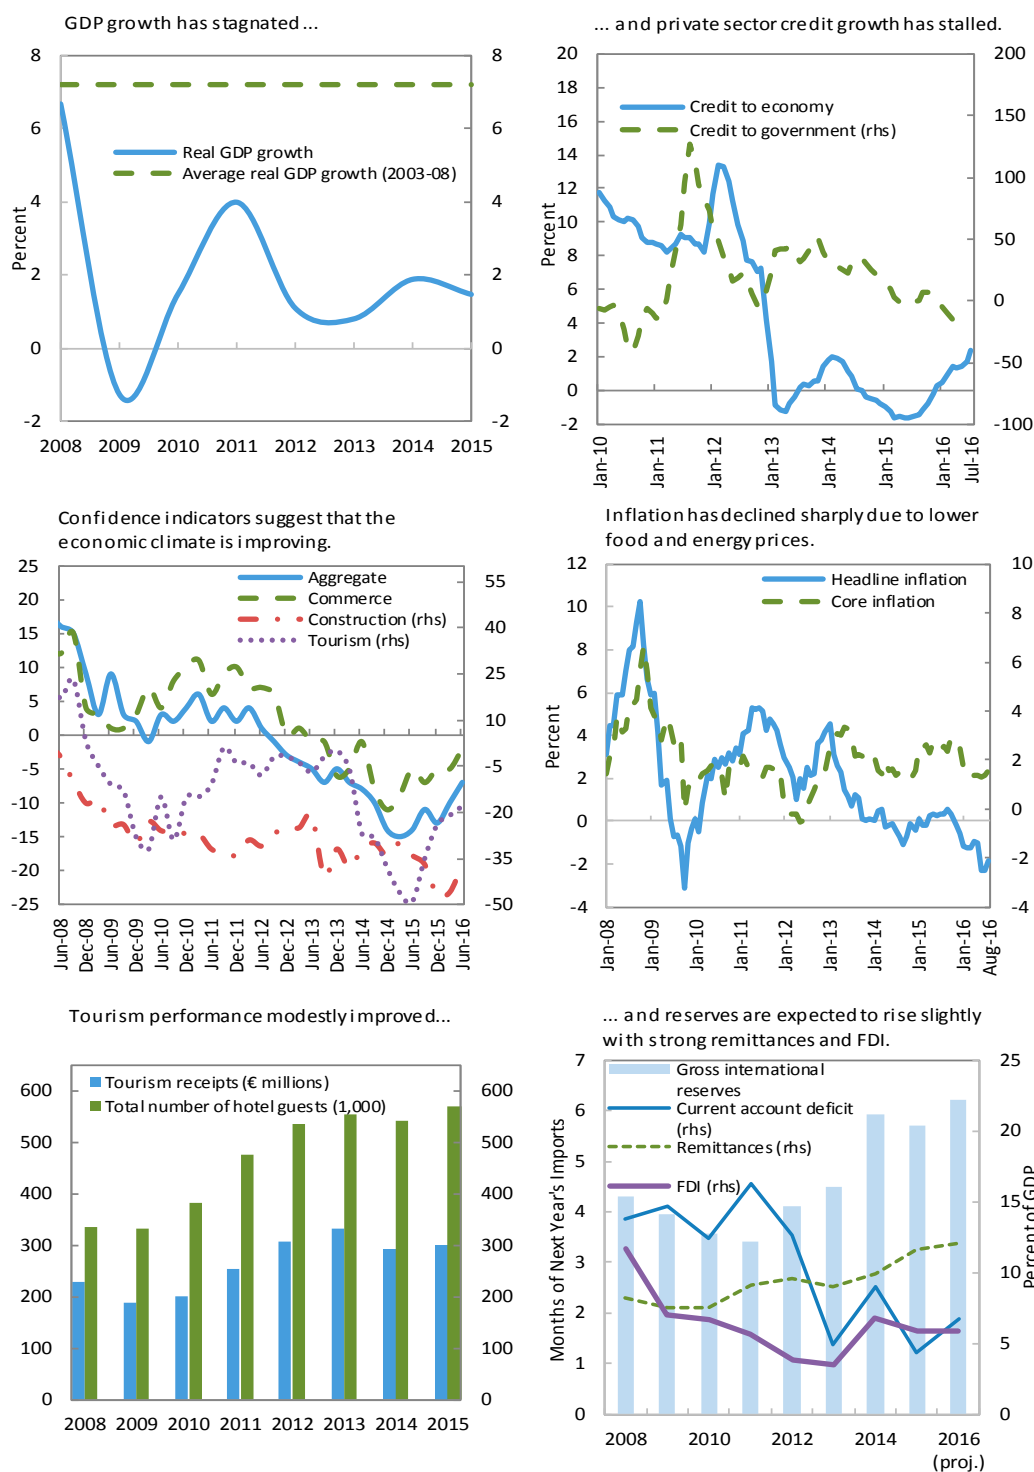 GDP growth has stagnated ...
8
6
4
2
0
-2
Percent
Real GDP growth
Average real GDP growth (2003-08)
8
6
4
2
0
-2
2008 2009 2010 2011 2012 2013 2014 2015
... and private sector credit growth has stalled.
20
18
16
14
12
10
8
6
4
2
0
-2
Percent
Credit to economy
Credit to government (rhs)
200
150
100
50
0
-50
-100
Jan-10 Jan-11 Jan-12 Jan-13 Jan-14 Jan-15 Jan-16 Jul-16
Confidence indicators suggest that the
economic climate is improving.
25
20
15
10
5
0
-5
-10
-15
-20
-25
Aggregate
Commerce
Construction (rhs)
Tourism (rhs)
55
40
25
10
-5
-20
-35
-50
Jun-08 Dec-08 Jun-09 Dec-09 Jun-10 Dec-10 Jun-11 Dec-11 Jun-12 Dec-12 Jun-13 Dec-13 Jun-14 Dec-14 Jun-15 Dec-15 Jun-16
Inflation has declined sharply due to lower
food and energy prices.
12
10
8
6
4
2
0
-2
-4
Percent
Headline inflation
Core inflation
10
8
6
4
2
0
-2
-4
Jan-08 Jan-09 Jan-10 Jan-11 Jan-12 Jan-13 Jan-14 Jan-15 Jan-16 Aug-16
Tourism performance modestly improved...
600
500
400
300
200
100
0
Tourism receipts (€ millions)
Total number of hotel guests (1,000)
600
500
400
300
200
100
0
2008 2009 2010 2011 2012 2013 2014 2015
... and reserves are expected to rise slightly
with strong remittances and FDI.
7
6
5
4
3
2
1
0
Months of Next Year's Imports
Gross international
reserves
Current account deficit
(rhs)
Remittances (rhs)
FDI (rhs)
25
20
15
10
5
0
Percent of GDP
2008 2010 2012 2014 2016
(proj.)